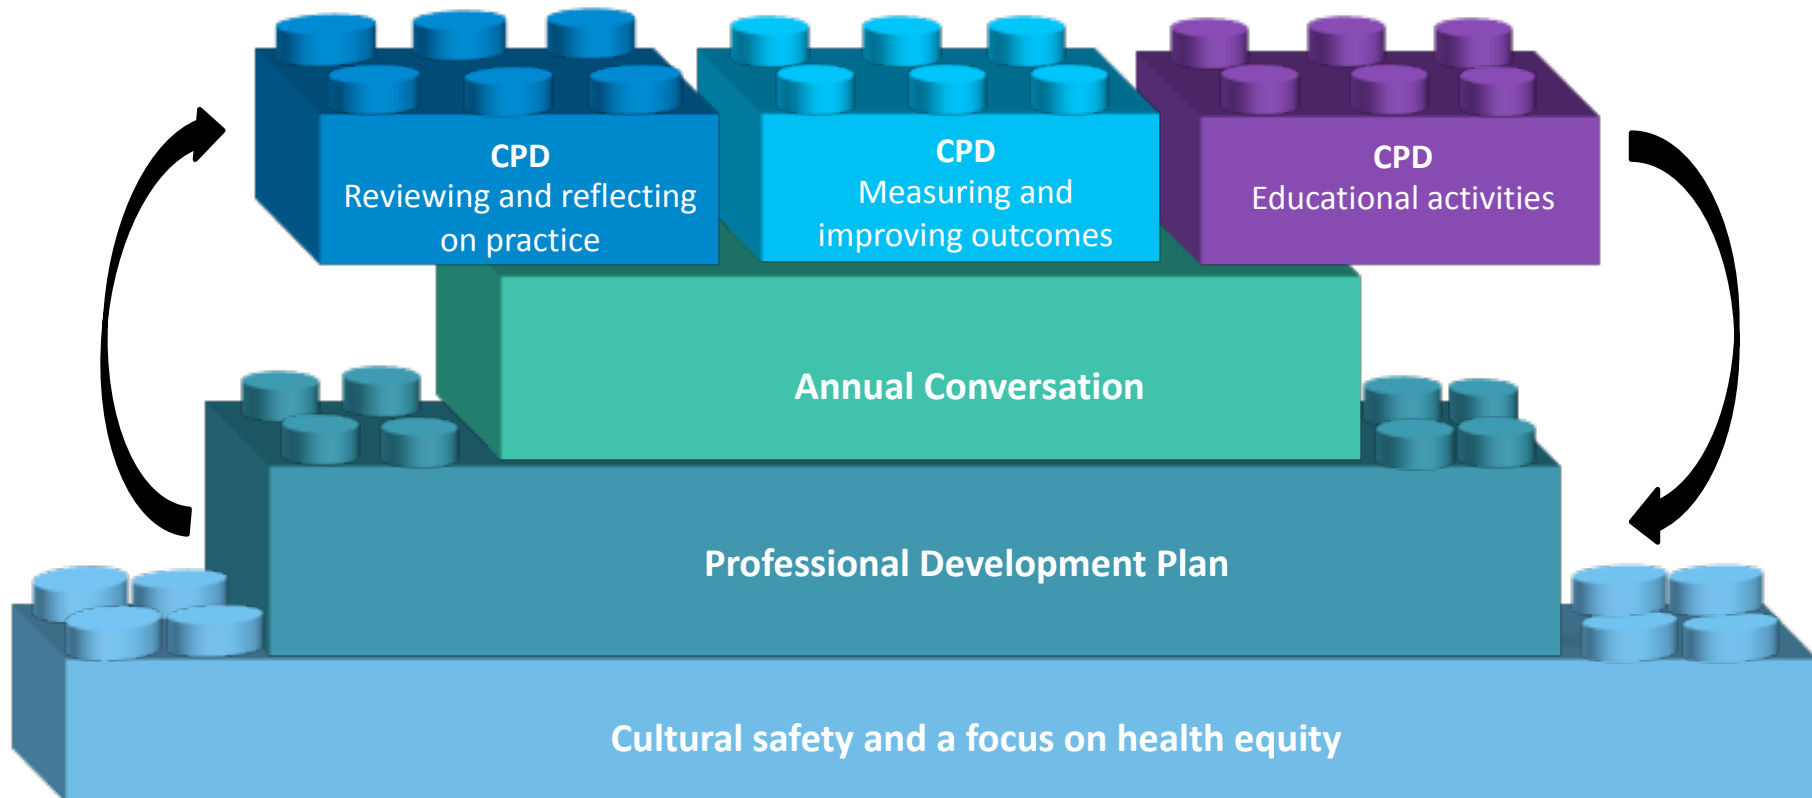 CPD
Reviewing and reflecting
on practice
CPD
Measuring and
improving outcomes
CPD
Educational activities
Annual Conversation
Professional Development Plan
Cultural safety and a focus on health equity